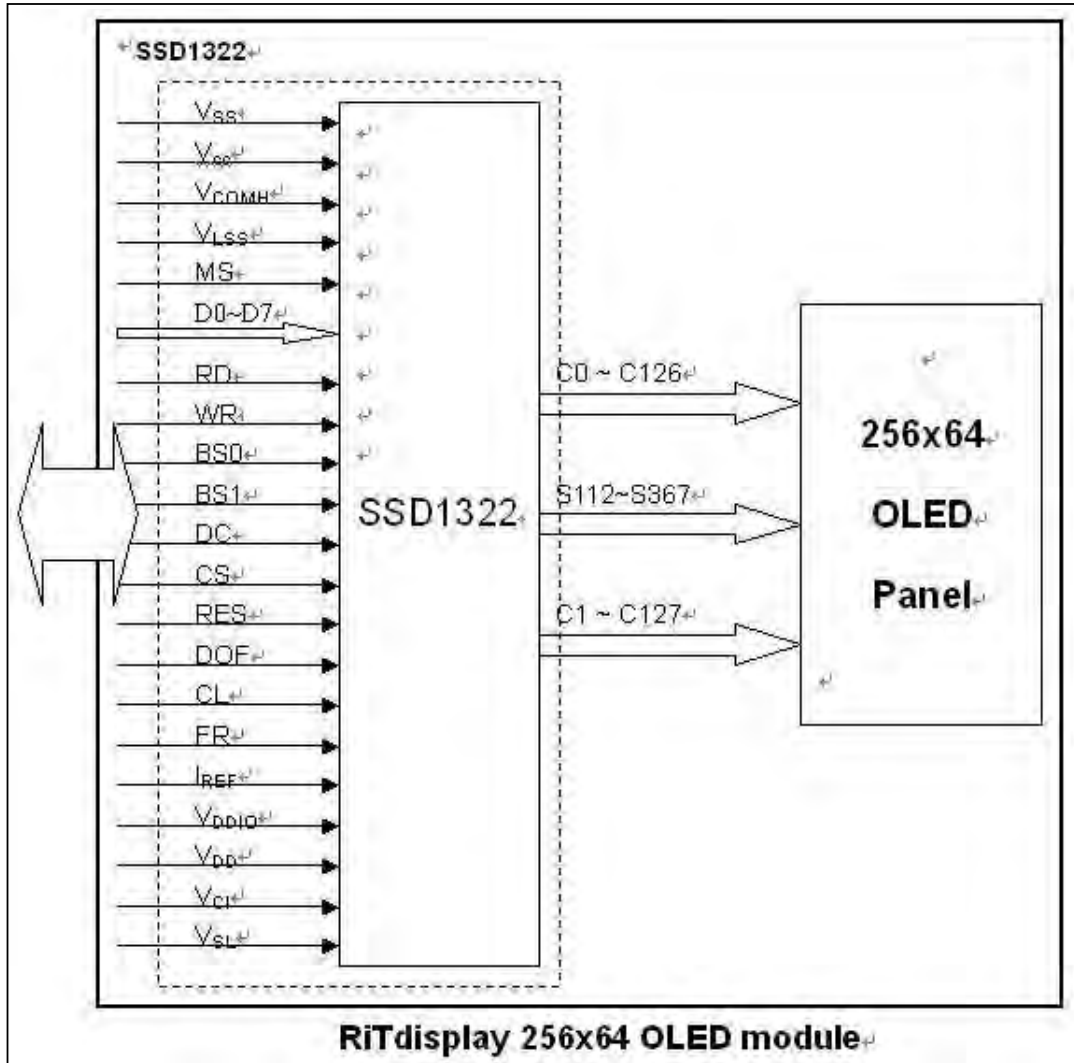 SSD1322
VSS
VCC
VCOMH
VLSS
MS
D0~D7
RD
WR
BS0
BS1
DC
CS
RES
DOF
CL
FR
IREF
VDDIO
VDD
VCI
VSL
SSD1322
C0 ~ C126
S112~S367
C1 ~ C127
256x64
OLED
Panel
RiTdisplay 256x64 OLED module